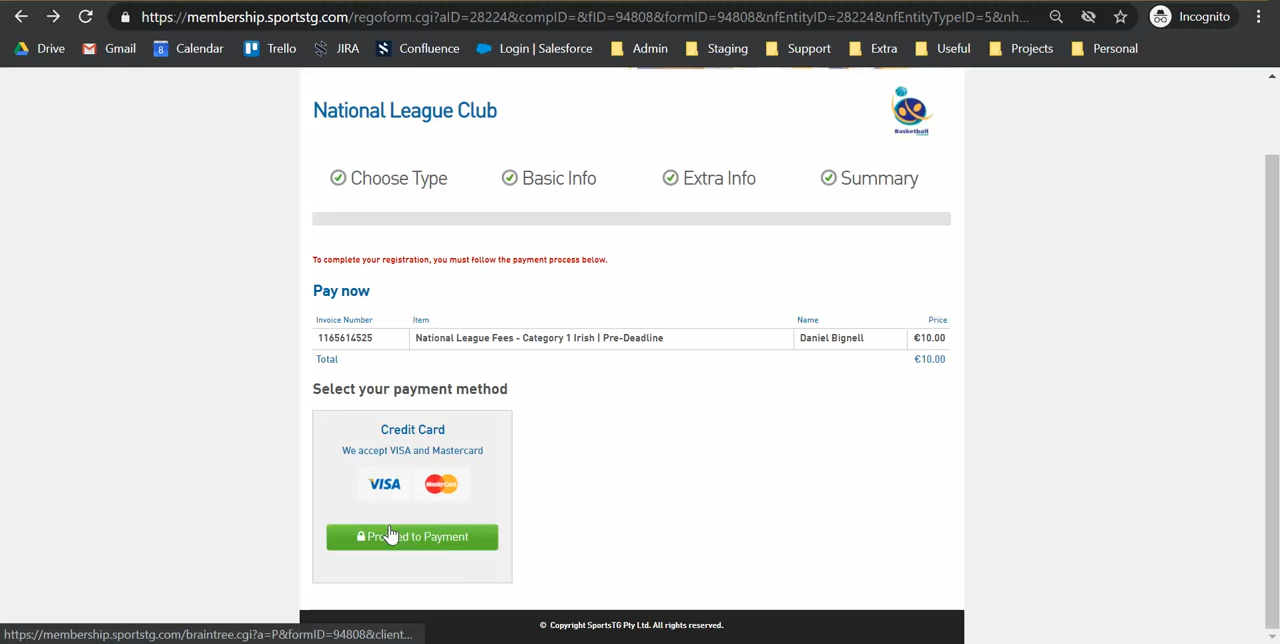 https://membership.sportstg.com/regoform.cgi?aID=28224&compID=&fID=94808&formID=94808&nfEntityID=28224&nfEntityTypeID=5&nh...
Incognito
Drive Gmail 8 Calendar Trello JIRA Confluence Login | Salesforce Admin Staging Support Extra Useful Projects Personal
National League Club
Basketball
Choose Type Basic Info Extra Info Summary
To complete your registration, you must follow the payment process below.
Pay now
Invoice Number Item Name Price
1165614525 National League Fees - Category 1 Irish | Pre-Deadline Daniel Bignell €10.00
Total €10.00
Select your payment method
Credit Card
We accept VISA and Mastercard
VISA MasterCard
Proceed to Payment
© Copyright SportsTG Pty Ltd. All rights reserved.
https://membership.sportstg.com/braintree.cgi?a=P&formID=94808&client...